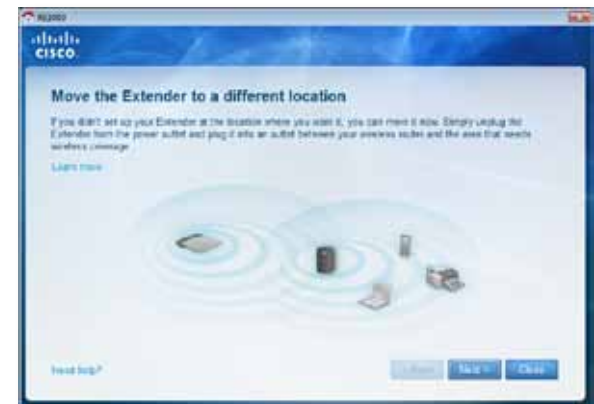 RE2000
CISCO
Move the Extender to a different location
If you didn't set up your Extender at the location where you want it, you can move it now. Simply unplug the
Extender from the power outlet and plug it into an outlet between your wireless router and the area that needs
wireless coverage.
Learn more
Need help?
Next >
Close